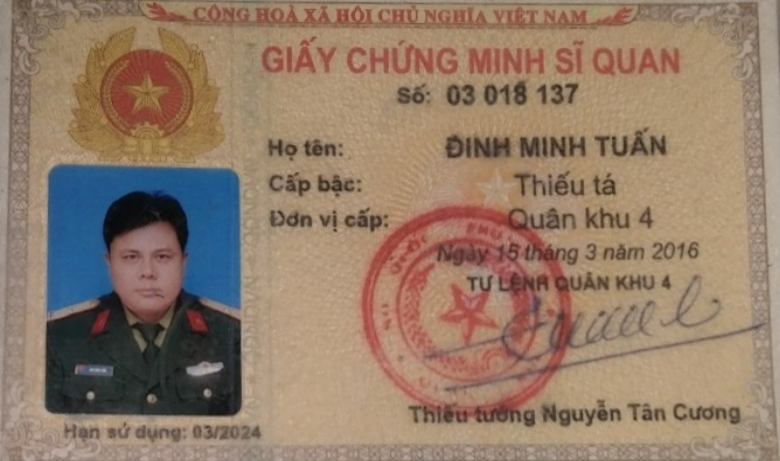 CỘNG HOÀ XÃ HỘI CHỦ NGHĨA VIỆT NAM
GIẤY CHỨNG MINH SĨ QUAN
Số: 03 018 137
Họ tên: ĐINH MINH TUẤN
Cấp bậc: Thiếu tá
Đơn vị cấp: Quân khu 4
Ngày 15 tháng 3 năm 2016
TƯ LỆNH QUÂN KHU 4
Thiếu tướng Nguyễn Tân Cương
Hạn sử dụng: 03/2024